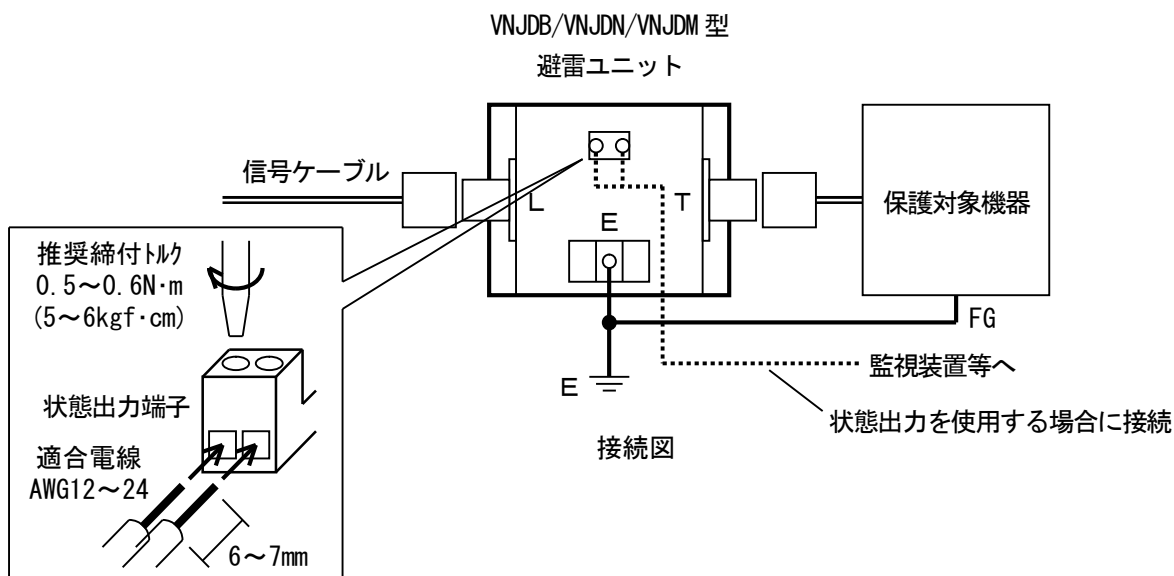 VNJDB/VNJDN/VNJDM 型
避雷ユニット
信号ケーブル
L
T
E
保護対象機器
FG
E
監視装置等へ
状態出力を使用する場合に接続
接続図
推奨締付トルク
0.5～0.6N·m
(5～6kgf·cm)
状態出力端子
適合電線
AWG12～24
6～7mm